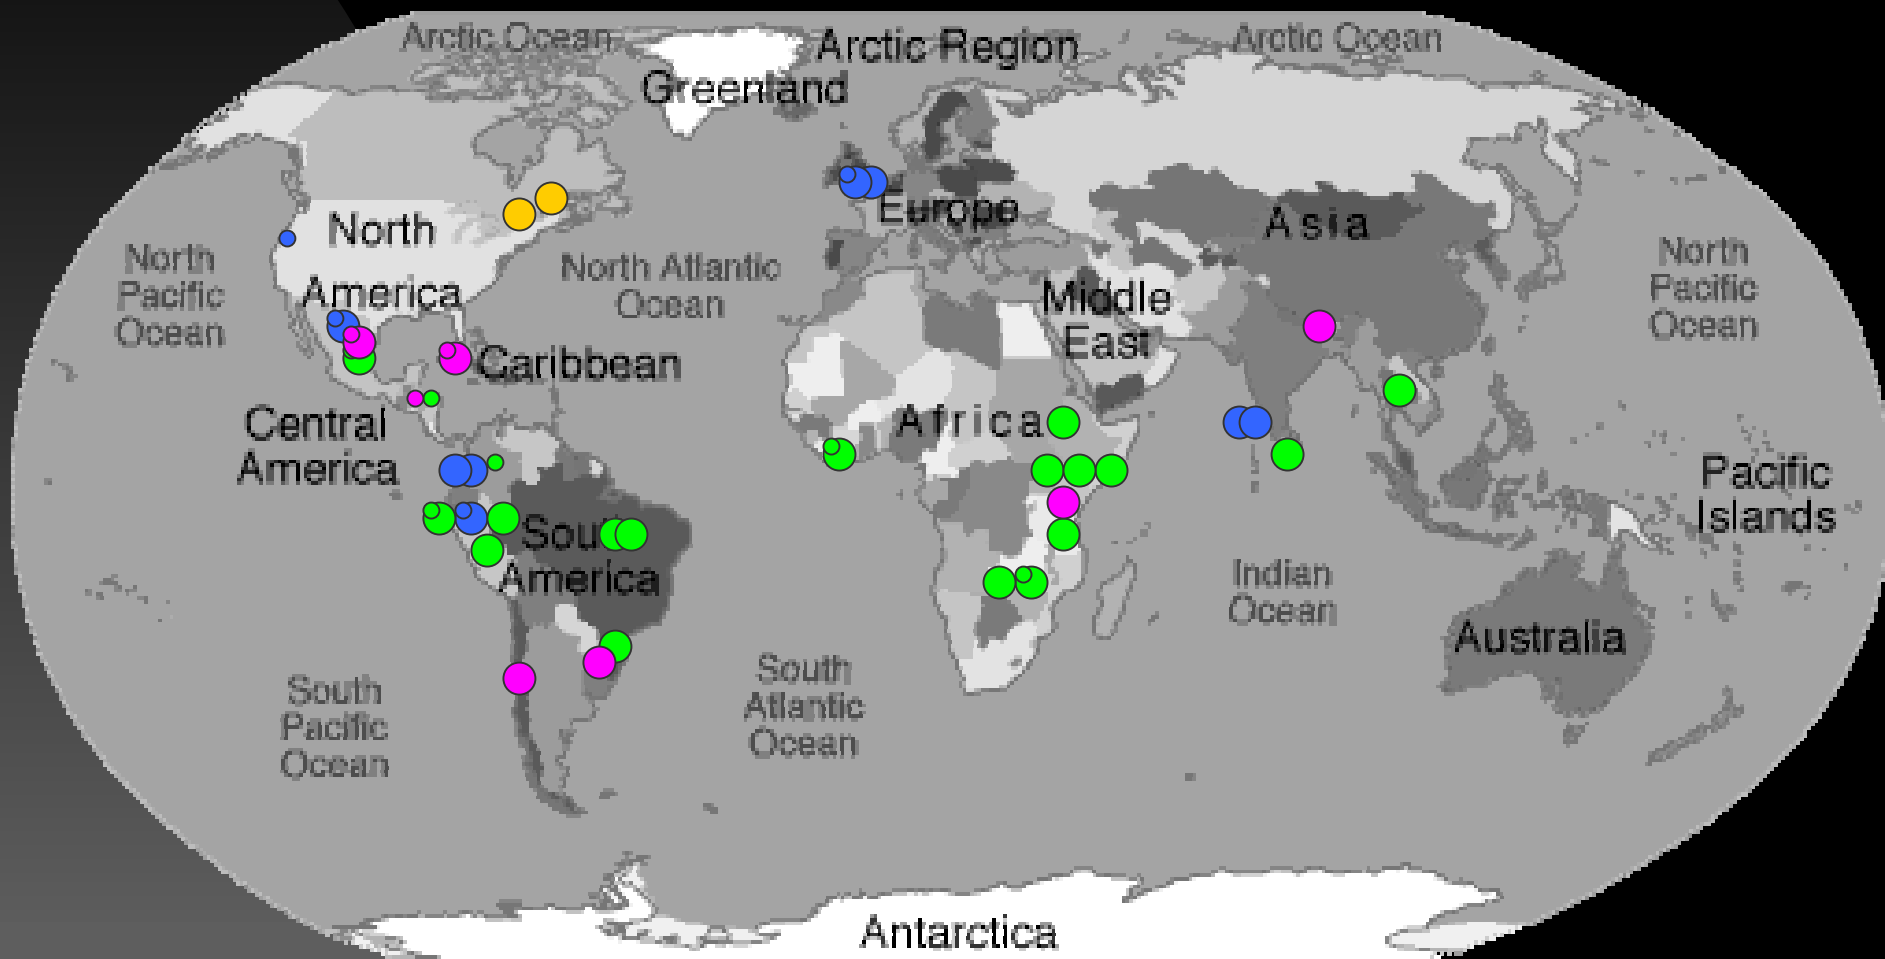 Arctic Ocean
Arctic Region
Arctic Ocean
Greenland
North
America
Europe
Asia
North
Pacific
Ocean
North Atlantic
Ocean
Middle
East
North
Pacific
Ocean
Caribbean
Central
America
Africa
Pacific
Islands
South
America
Indian
Ocean
Australia
South
Pacific
Ocean
South
Atlantic
Ocean
Antarctica